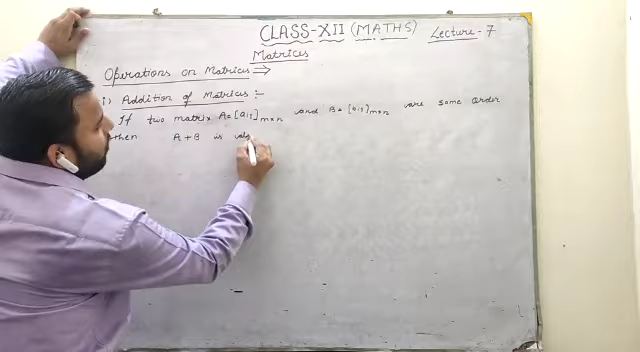 CLASS-XII (MATHS) Lecture-7
Matrices
Operations on Matrices ⇒
i) Addition of Matrices :-
If two matrix A = [aij]m×n and B = [bij]m×n are same order
then A + B is val